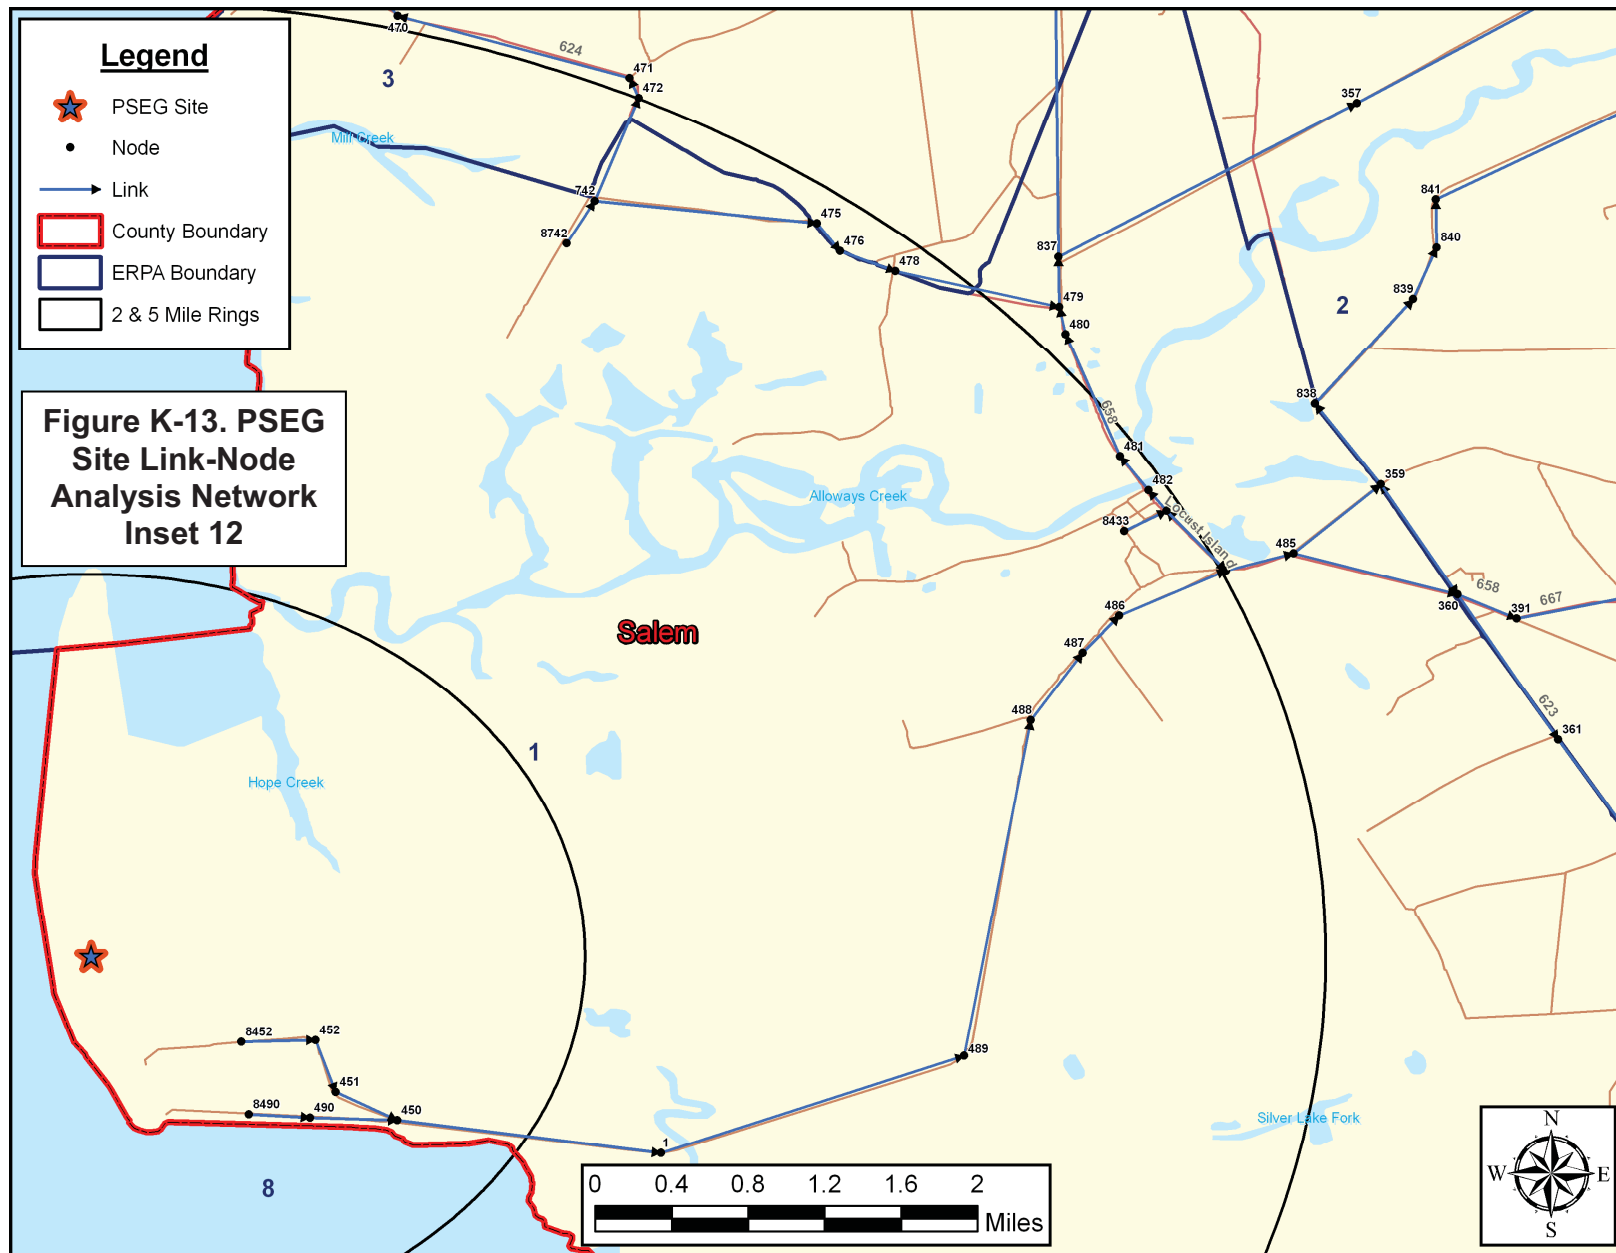 Legend
PSEG Site
Node
Link
County Boundary
ERPA Boundary
2 & 5 Mile Rings
Figure K-13. PSEG
Site Link-Node
Analysis Network
Inset 12
470
624
471
472
3
Mill Creek
742
8742
475
476
478
837
479
480
357
841
840
839
2
838
658
481
482
Alloways Creek
8433
Locust Island
485
359
486
487
488
360
658
391
667
623
361
Salem
1
Hope Creek
489
8452
452
451
8490
490
450
1
Silver Lake Fork
8
0 0.4 0.8 1.2 1.6 2
Miles
N
W E
S